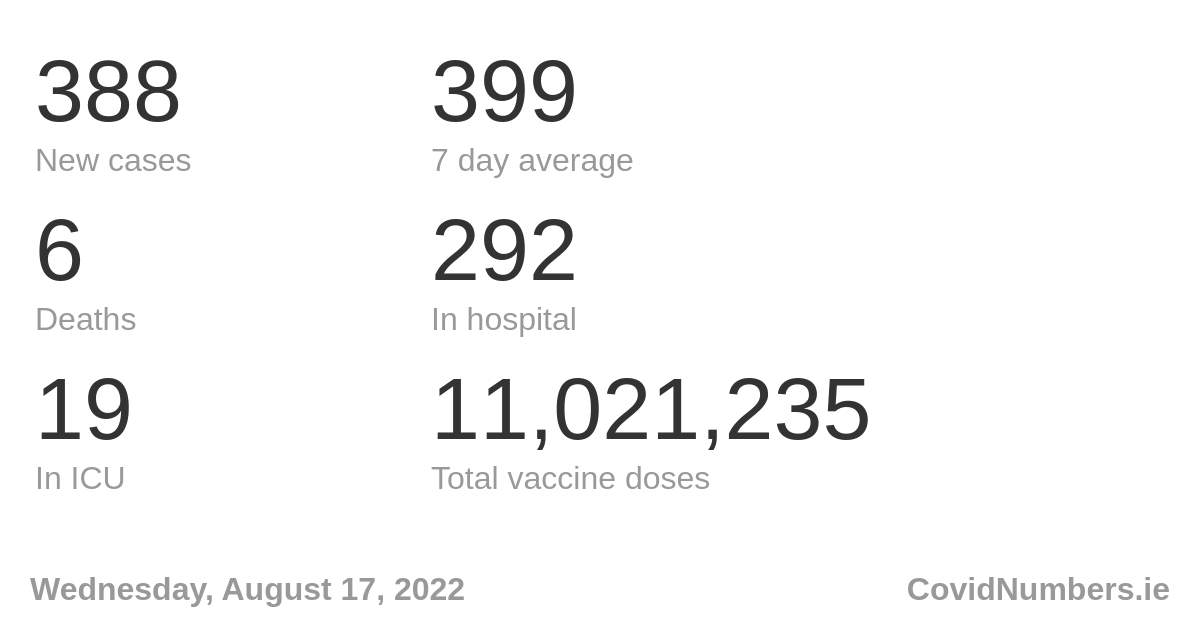 388
399
New cases
7 day average
6
292
Deaths
In hospital
19
11,021,235
In ICU
Total vaccine doses
Wednesday, August 17, 2022
CovidNumbers.ie